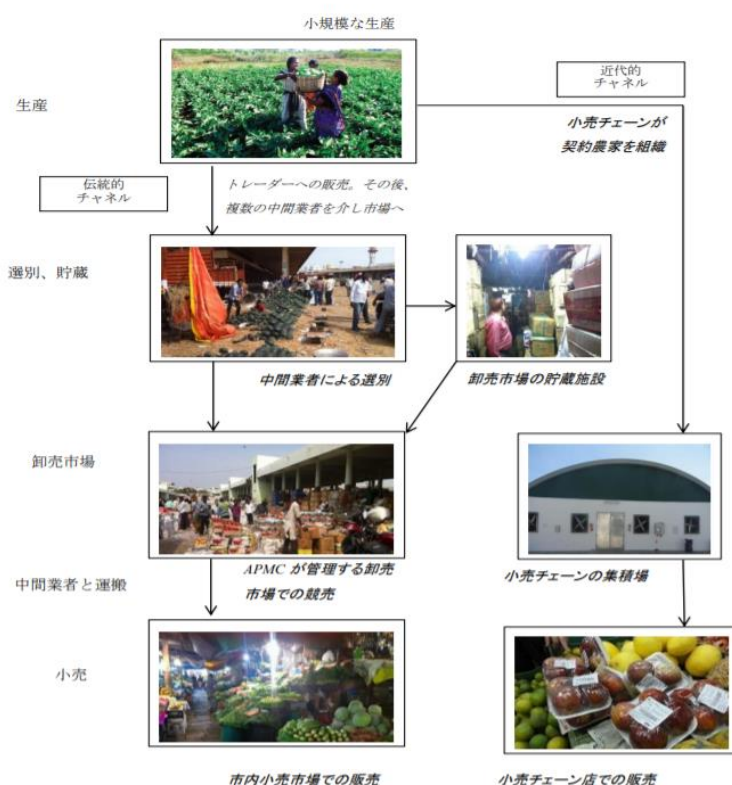 小規模な生産
近代的
チャネル
生産
小売チェーンが
契約農家を組織
伝統的
チャネル
トレーダーへの販売。その後、
複数の中間業者を介し市場へ
選別、貯蔵
中間業者による選別
卸売市場の貯蔵施設
卸売市場
APMC が管理する卸売
市場での競売
小売チェーンの集積場
中間業者と運搬
小売
市内小売市場での販売
小売チェーン店での販売